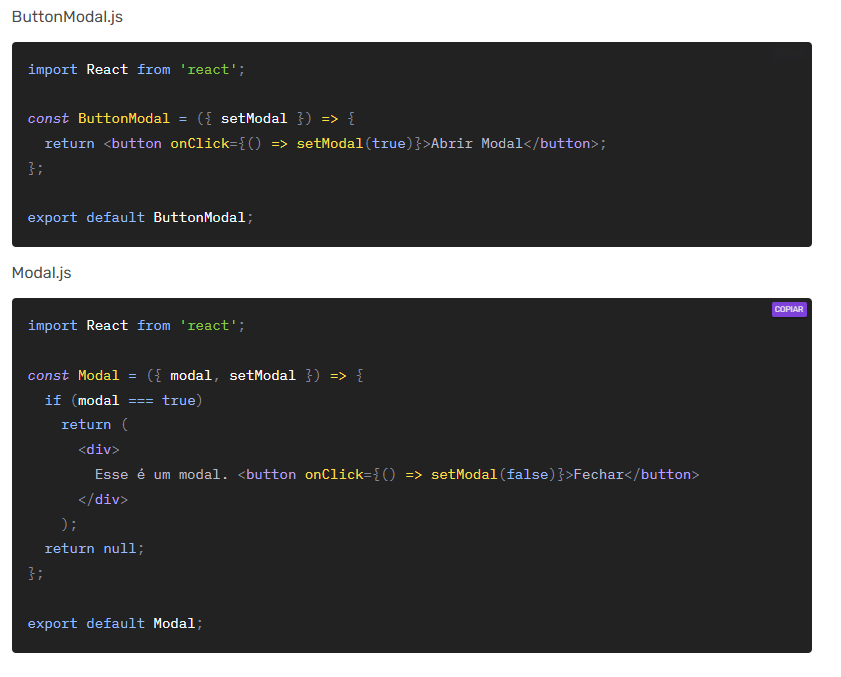 ButtonModal.js
import React from 'react';
const ButtonModal = ({ setModal }) => {
  return <button onClick={() => setModal(true)}>Abrir Modal</button>;
};
export default ButtonModal;
Modal.js
COPIAR
import React from 'react';
const Modal = ({ modal, setModal }) => {
  if (modal === true)
    return (
      <div>
        Esse é um modal. <button onClick={() => setModal(false)}>Fechar</button>
      </div>
    );
  return null;
};
export default Modal;